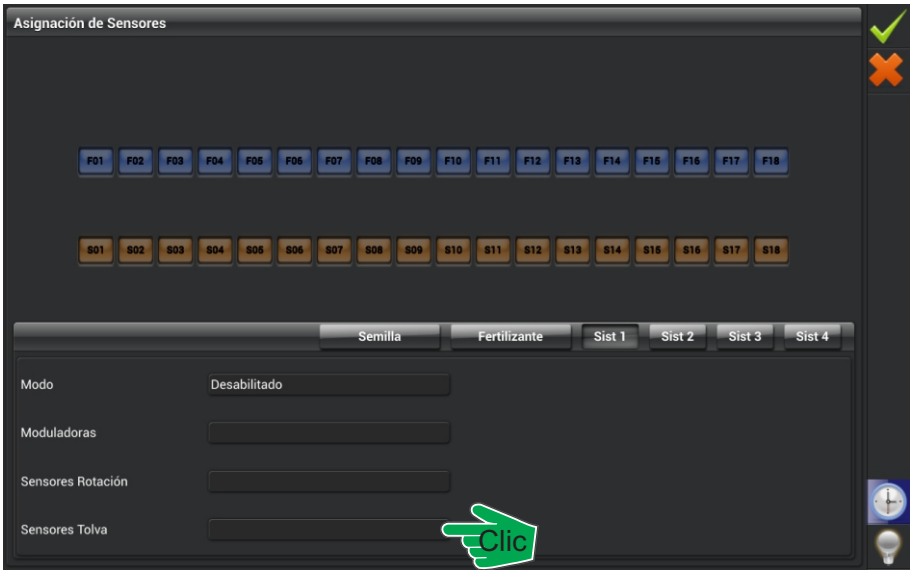 Asignación de Sensores
F01 F02 F03 F04 F05 F06 F07 F08 F09 F10 F11 F12 F13 F14 F15 F16 F17 F18
S01 S02 S03 S04 S05 S06 S07 S08 S09 S10 S11 S12 S13 S14 S15 S16 S17 S18
Semilla Fertilizante Sist 1 Sist 2 Sist 3 Sist 4
Modo Desabilitado
Moduladoras
Sensores Rotación
Sensores Tolva
Clic